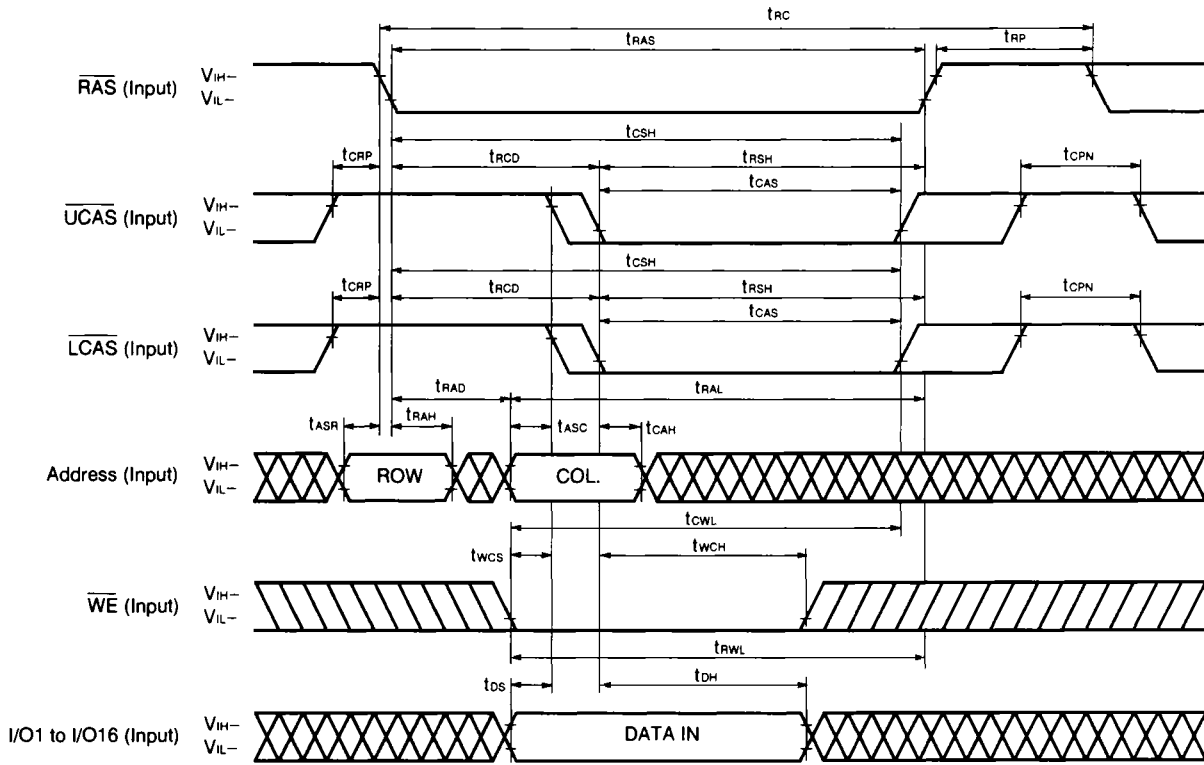 tRC
tRAS
tRP
RAS (Input)
VIH–
VIL–
tCSH
tCRP
tRCD
tRSH
tCPN
tCAS
UCAS (Input)
VIH–
VIL–
tCSH
tCRP
tRCD
tRSH
tCPN
tCAS
LCAS (Input)
VIH–
VIL–
tRAD
tRAL
tASR
tRAH
tASC
tCAH
Address (Input)
VIH–
VIL–
ROW
COL.
tCWL
tWCS
tWCH
WE (Input)
VIH–
VIL–
tRWL
tDS
tDH
I/O1 to I/O16 (Input)
VIH–
VIL–
DATA IN